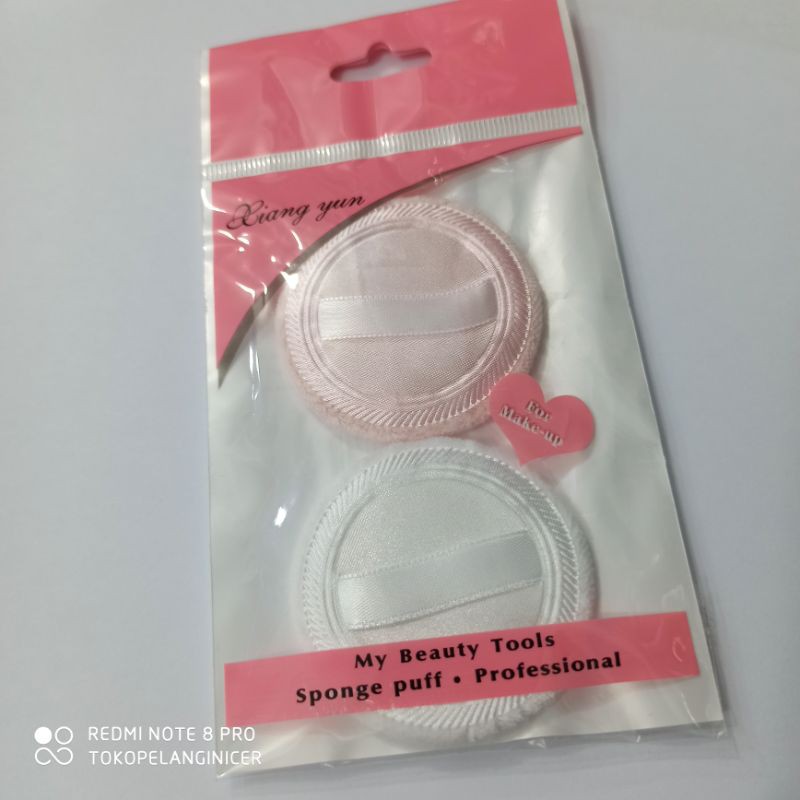 Xiang yun
For
Make-up
My Beauty Tools
Sponge puff • Professional
REDMI NOTE 8 PRO
TOKOPELANGINICER